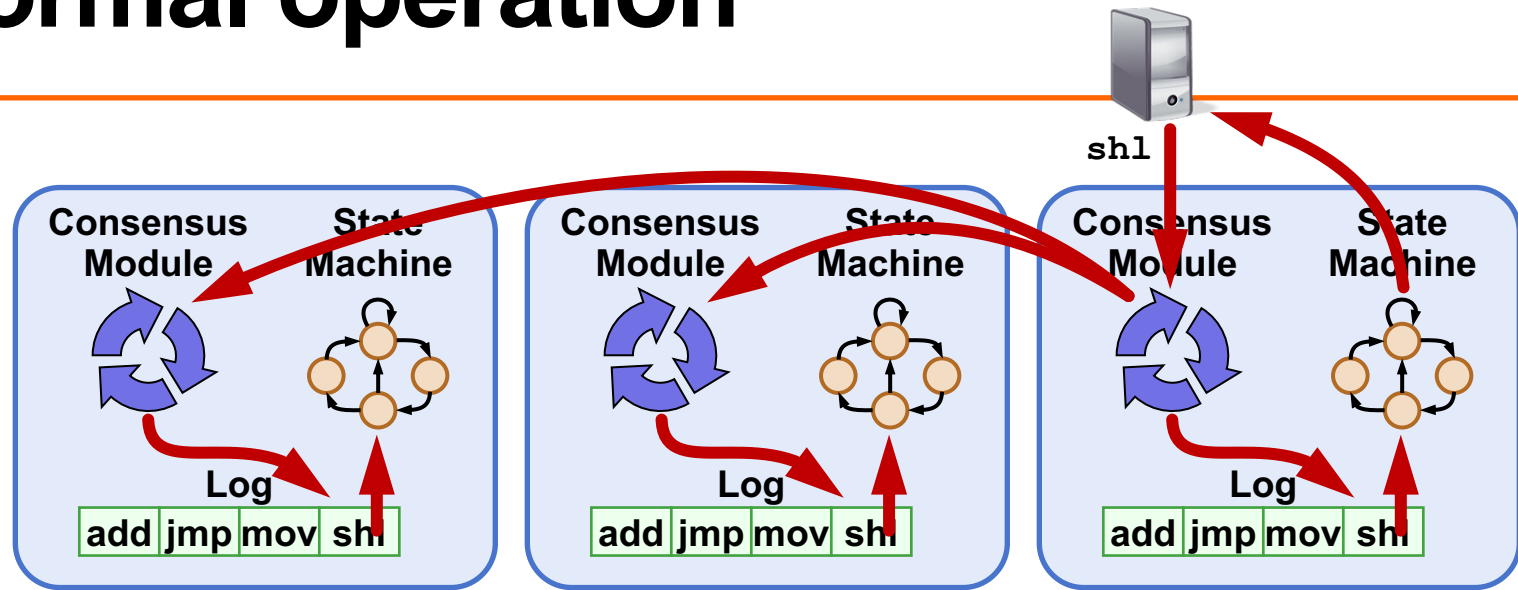 ormal operation
shl
Consensus Module
State Machine
Log
add jmp mov shl
Consensus Module
State Machine
Log
add jmp mov shl
Consensus Module
State Machine
Log
add jmp mov shl